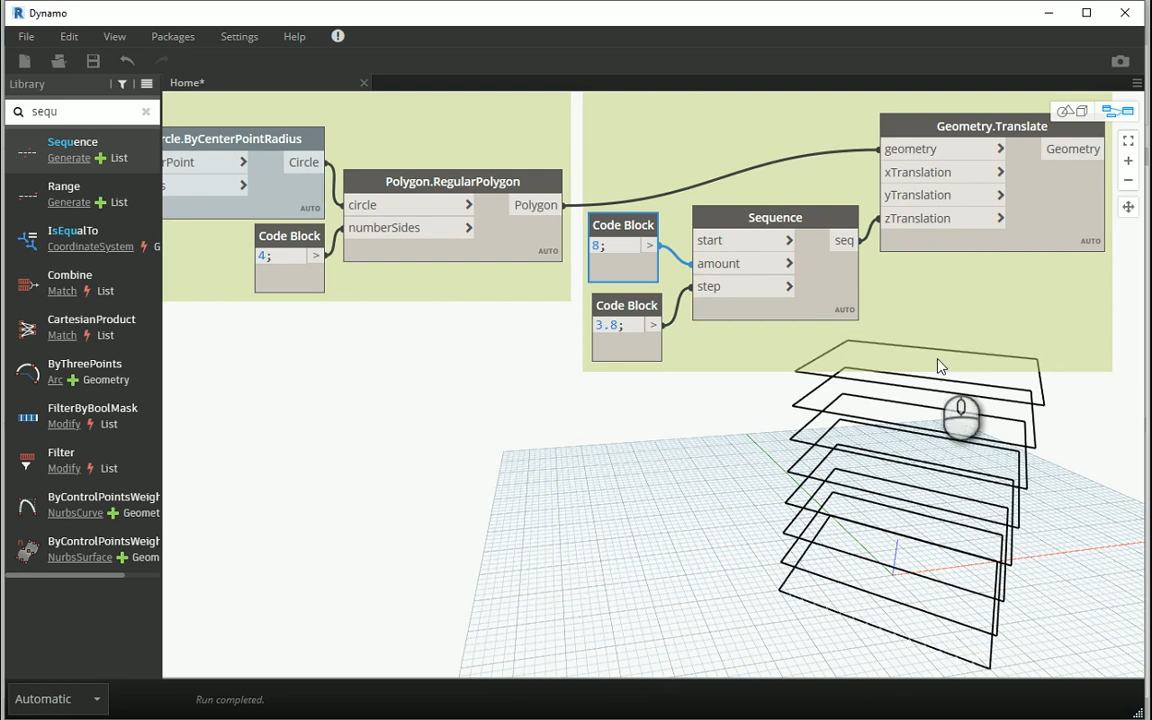 R Dynamo
File Edit View Packages Settings Help
Library
Home*
sequ
Sequence
Generate List
Range
Generate List
IsEqualTo
CoordinateSystem G
Combine
Match List
CartesianProduct
Match List
ByThreePoints
Arc Geometry
FilterByBoolMask
Modify List
Filter
Modify List
ByControlPointsWeigh
NurbsCurve Geomet
ByControlPointsWeigh
NurbsSurface Geom
rcle.ByCenterPointRadius
rPoint > Circle
s >
AUTO
Code Block
4; >
Polygon.RegularPolygon
circle > Polygon
numberSides >
AUTO
Code Block
8; >
Code Block
3.8; >
Sequence
start > seq
amount >
step >
AUTO
Geometry.Translate
geometry > Geometry
xTranslation >
yTranslation >
zTranslation >
AUTO
Automatic
Run completed.